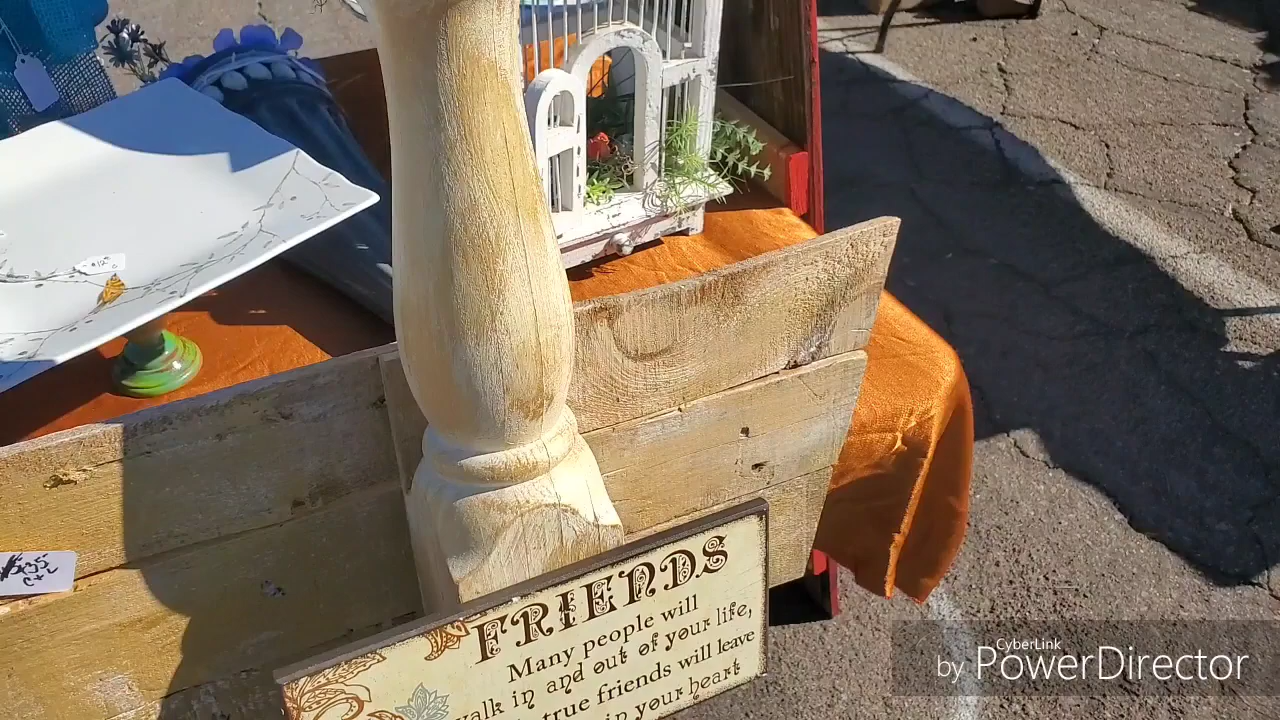 $12
FRIENDS
Many people will
walk in and out of your life,
true friends will leave
in your heart
CyberLink
by PowerDirector